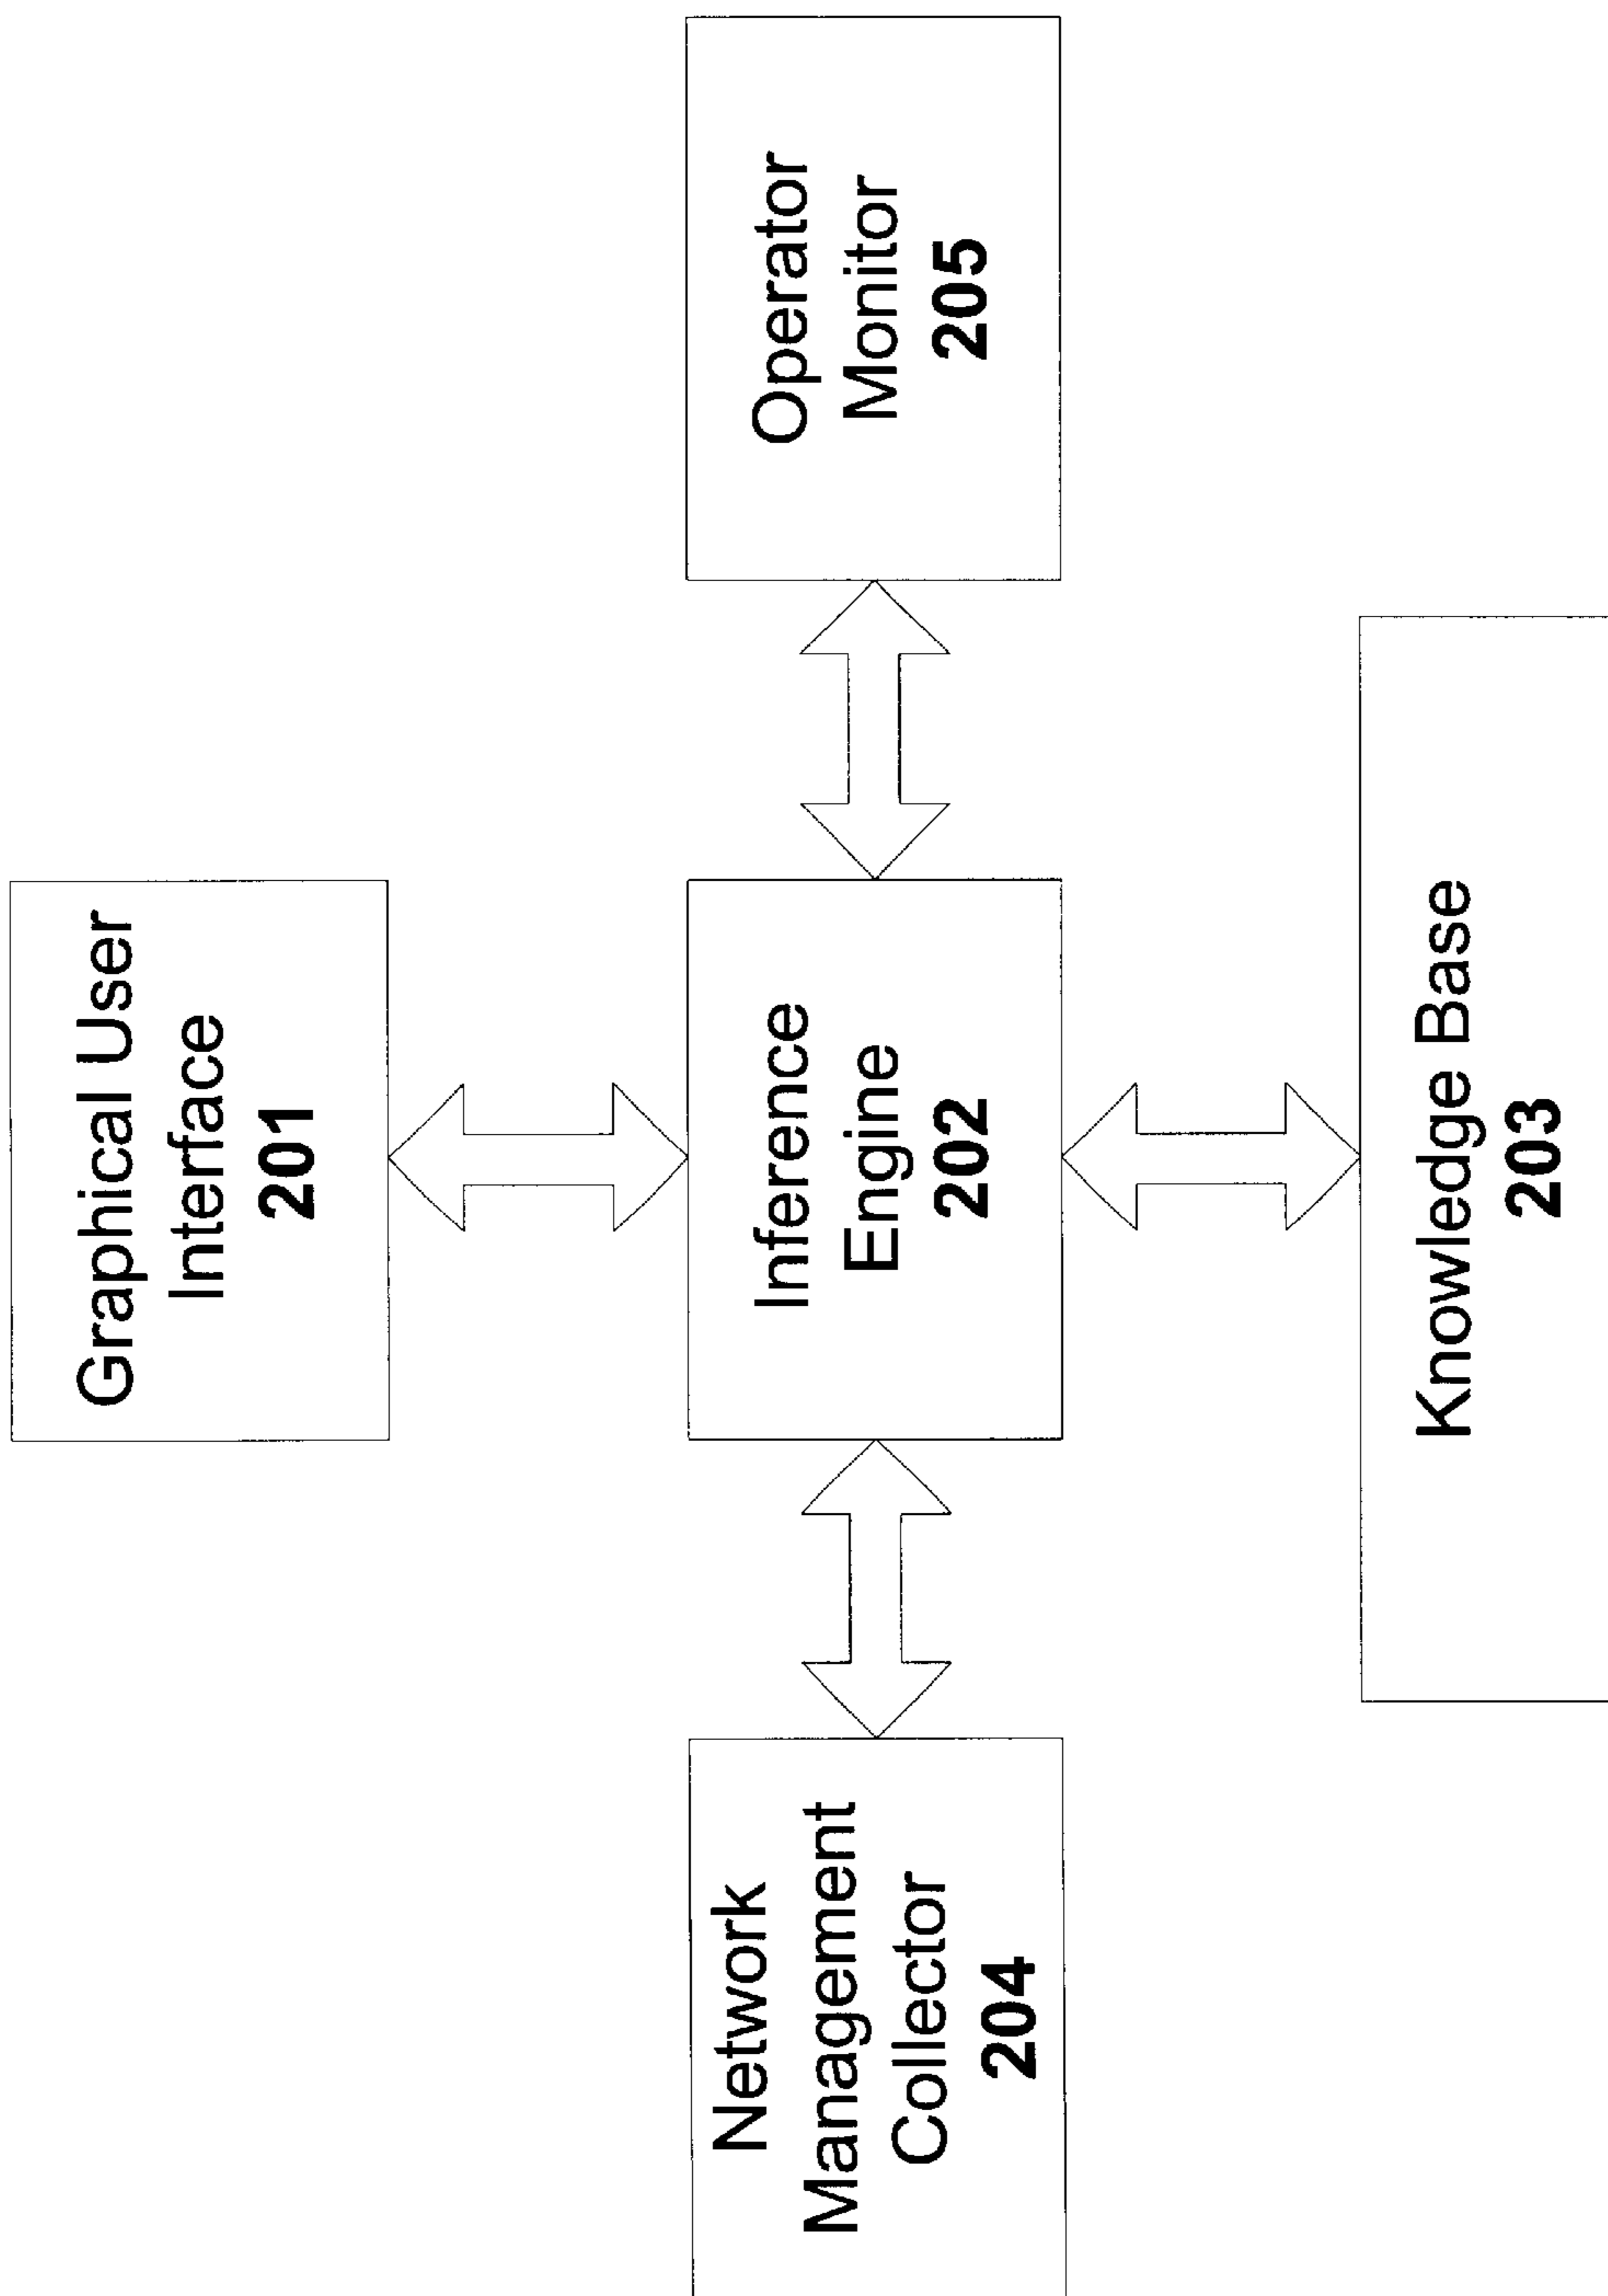 Graphical User
Interface
201
Network
Management
Collector
204
Inference
Engine
202
Operator
Monitor
205
Knowledge Base
203